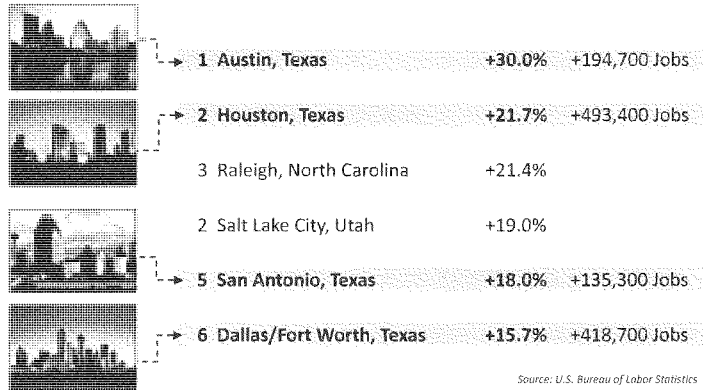 1 Austin, Texas +30.0% +194,700 Jobs
2 Houston, Texas +21.7% +493,400 Jobs
3 Raleigh, North Carolina +21.4%
2 Salt Lake City, Utah +19.0%
5 San Antonio, Texas +18.0% +135,300 Jobs
6 Dallas/Fort Worth, Texas +15.7% +418,700 Jobs
Source: U.S. Bureau of Labor Statistics